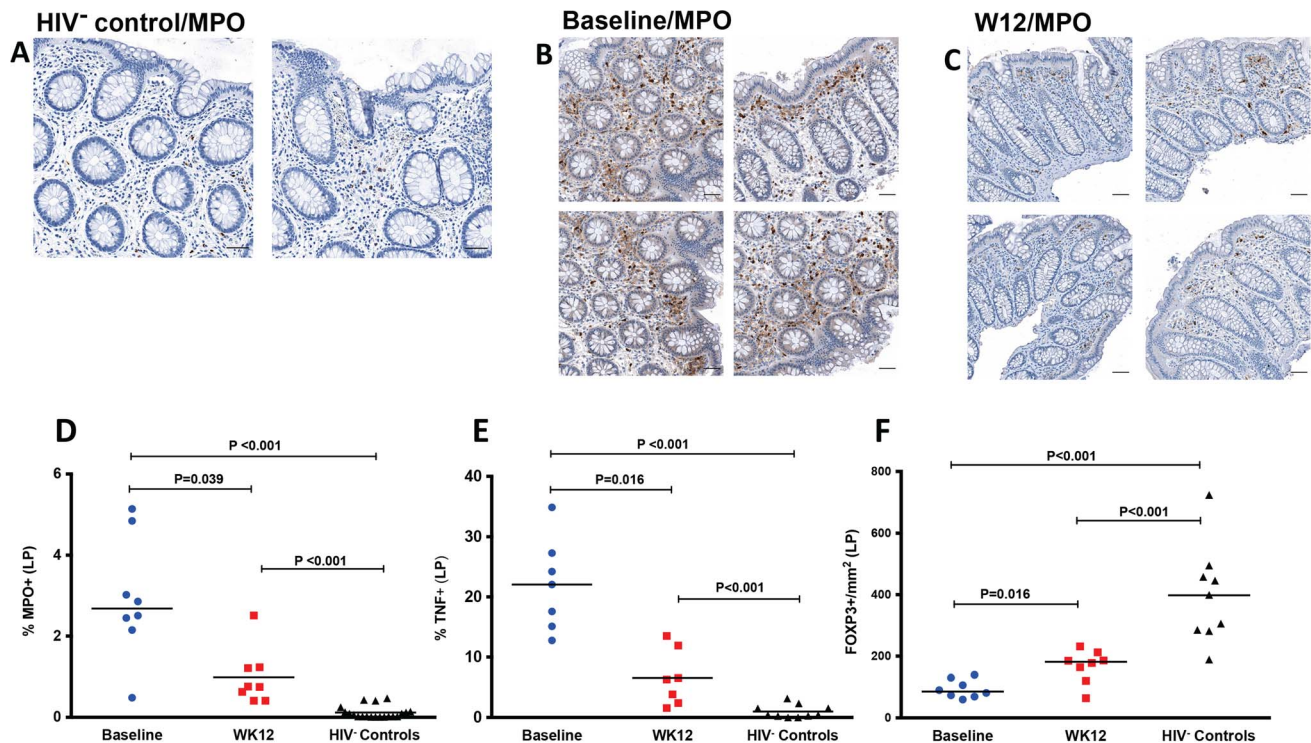 HIV⁻ control/MPO
Baseline/MPO
W12/MPO
A
B
C
D
P <0.001
P=0.039
P <0.001
% MPO+ (LP)
6
4
2
0
Baseline
WK12
HIV⁻ Controls
E
P <0.001
P=0.016
P<0.001
% TNF+ (LP)
40
30
20
10
0
Baseline
WK12
HIV⁻ Controls
F
P<0.001
P<0.001
P=0.016
FOXP3+/mm² (LP)
800
600
400
200
0
Baseline
WK12
HIV⁻ Controls